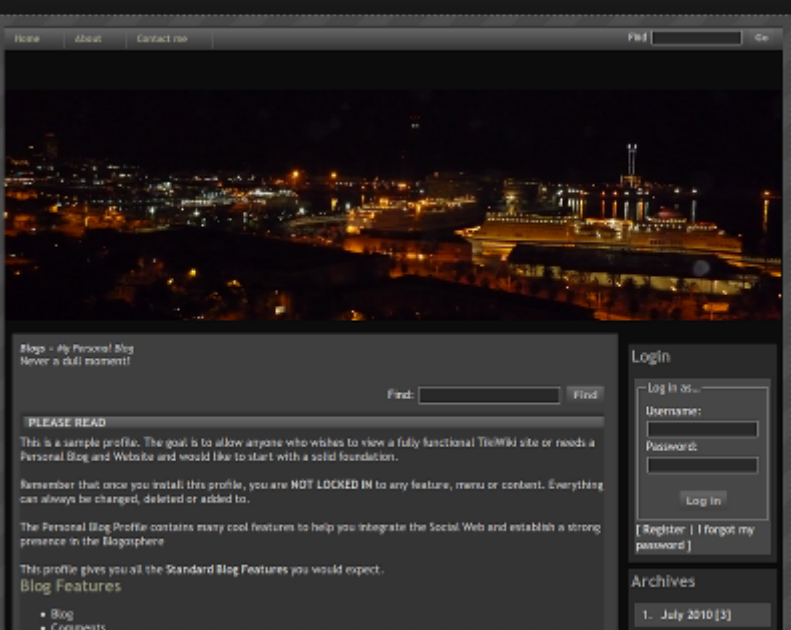 Home About Contact me Find Go
Blogs - My Personal Blog
Never a dull moment!
Find: Find
PLEASE READ
This is a sample profile. The goal is to allow anyone who wishes to view a fully functional TikiWiki site or needs a
Personal Blog and Website and would like to start with a solid foundation.
Remember that once you install this profile, you are NOT LOCKED IN to any feature, menu or content. Everything
can always be changed, deleted or added to.
The Personal Blog Profile contains many cool features to help you integrate the Social Web and establish a strong
presence in the Blogosphere
This profile gives you all the Standard Blog Features you would expect.
Blog Features
• Blog
• Comments
Login
Log in as...
Username:
Password:
Log in
[ Register | I forgot my
password ]
Archives
1. July 2010 [3]